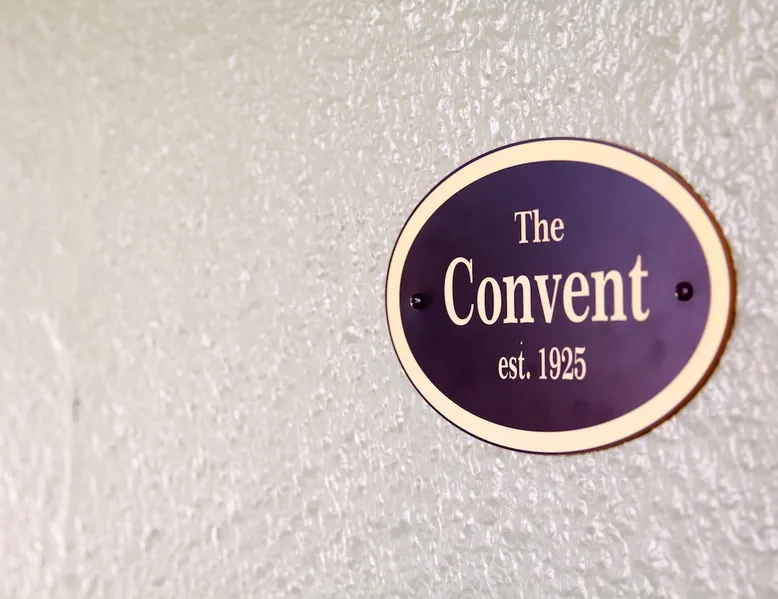 The
Convent
est. 1925